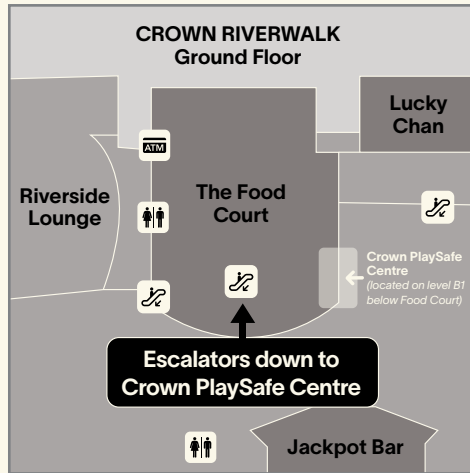 CROWN RIVERWALK
Ground Floor
Lucky
Chan
ATM
Riverside
Lounge
The Food
Court
Crown PlaySafe
Centre
(located on level B1
below Food Court)
Escalators down to
Crown PlaySafe Centre
Jackpot Bar